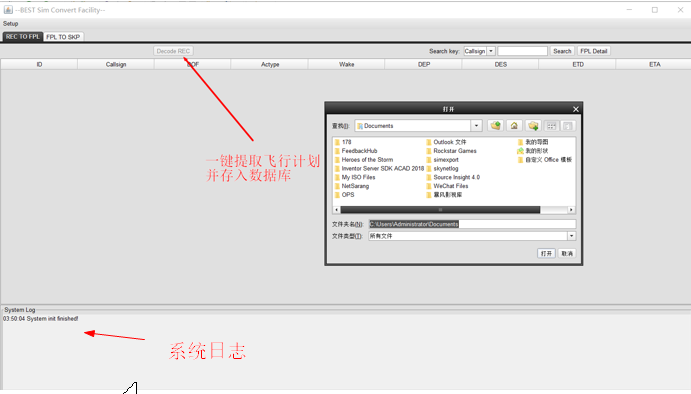 --BEST Sim Convert Facility--
Setup
REC TO FPL FPL TO SKP
Decode REC Search key: Callsign Search FPL Detail
ID Callsign DOF Actype Wake DEP DES ETD ETA
打开
查找(I): Documents
178 Outlook 文件 我的导图
FeedbackHub Rockstar Games 我的形状
Heroes of the Storm simexport 自定义 Office 模板
Inventor Server SDK ACAD 2018 skynetlog
My ISO Files Source Insight 4.0
NetSarang WeChat Files
OPS 暴风影视库
文件夹名(N): C:\Users\Administrator\Documents
文件类型(T): 所有文件
打开 取消
一键提取飞行计划
并存入数据库
System Log
03:50:04 System init finished!
系统日志